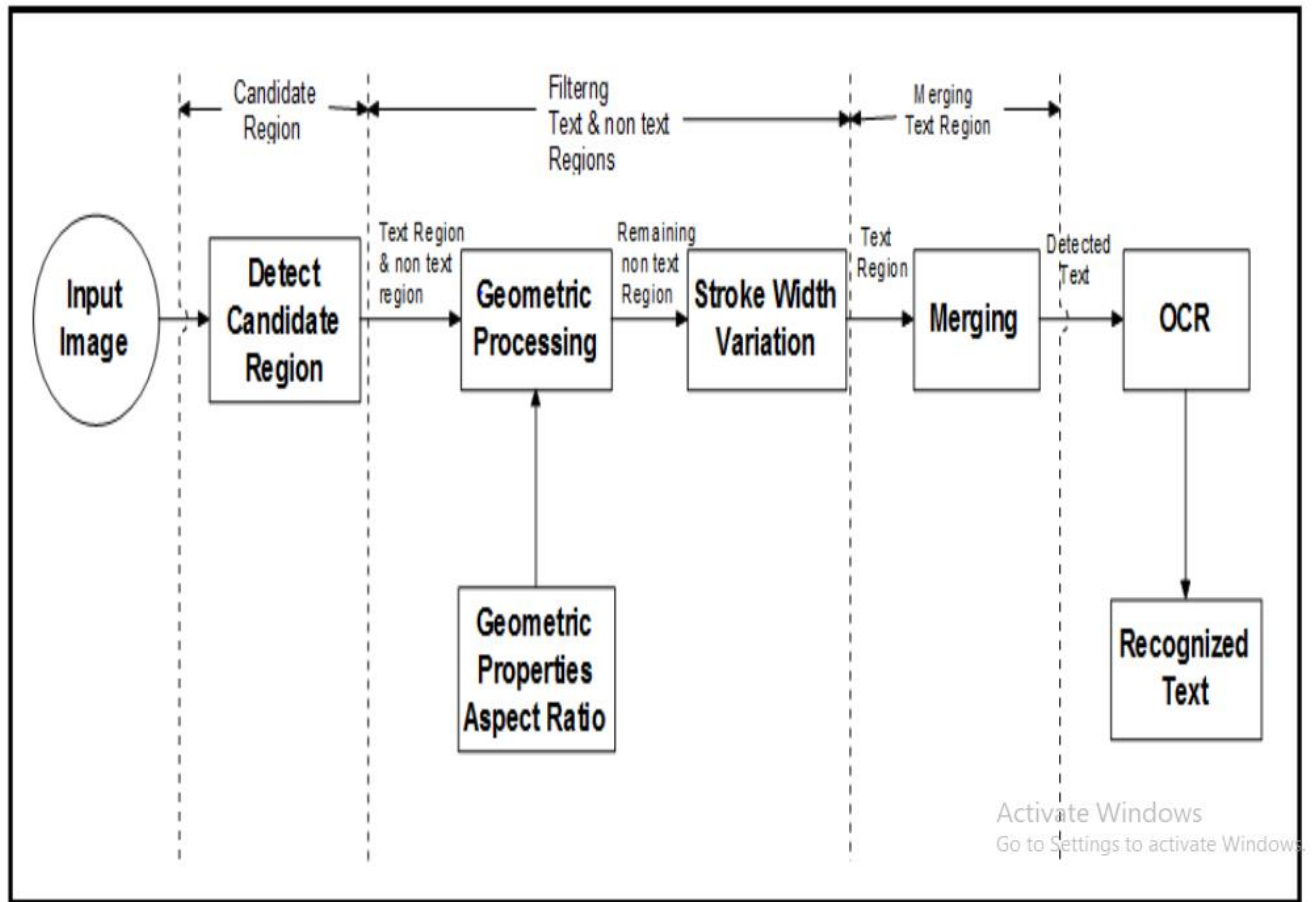 Candidate
Region
Filterng
Text & non text
Regions
Merging
Text Region
Input
Image
Detect
Candidate
Region
Text Region
& non text
region
Geometric
Processing
Remaining
non text
Region
Stroke Width
Variation
Text
Region
Merging
Detected
Text
OCR
Geometric
Properties
Aspect Ratio
Recognized
Text
Activate Windows
Go to Settings to activate Windows.